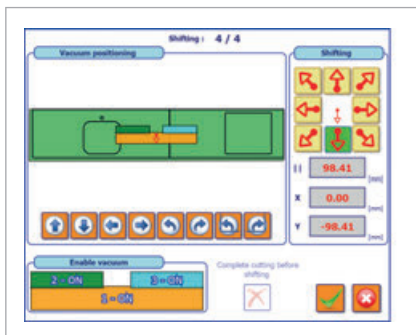 Shifting : 4 / 4
Vacuum positioning
Shifting
| | 98.41 [mm]
X 0.00 [mm]
Y -98.41 [mm]
Enable vacuum
2 - ON 3 - ON
1 - ON
Complete cutting before
shifting